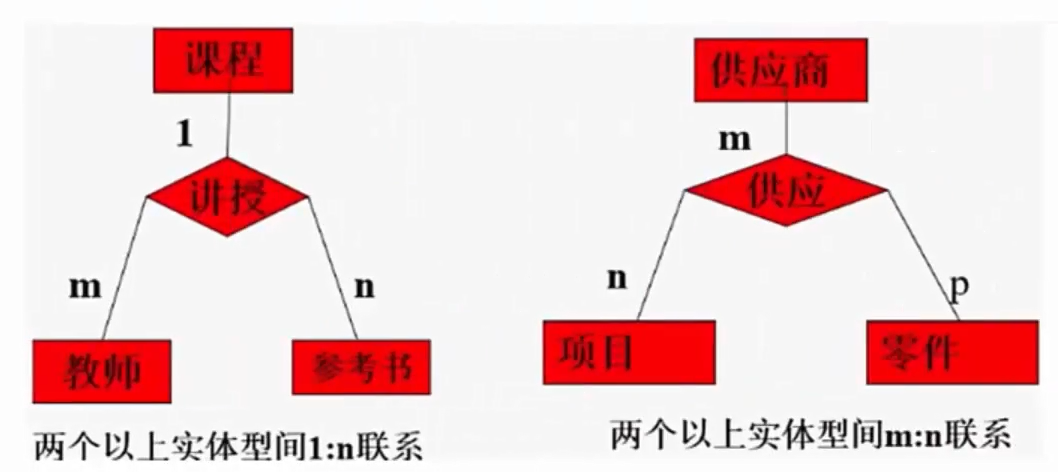 课程
1
讲授
m
n
教师
参考书
两个以上实体型间1:n联系
供应商
m
供应
n
p
项目
零件
两个以上实体型间m:n联系